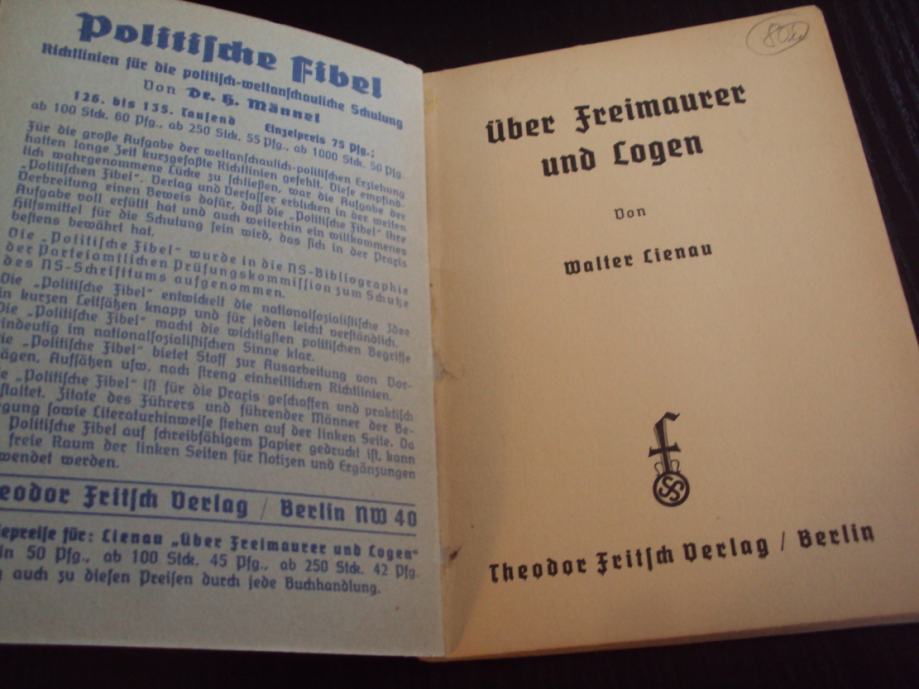 Politische Fibel
Richtlinien für die politisch-weltanschauliche Schulung
Von Dr. H. Männel
126. bis 135. Tausend Einzelpreis 75 Pfg.;
ab 100 Stck. 60 Pfg., ab 250 Stck. 55 Pfg., ab 1000 Stck. 50 Pfg.
Für die große Aufgabe der weltanschaulich-politischen Erziehung
hatten lange Zeit kurzgefaßte Richtlinien gefehlt. Diese empfind-
lich wahrgenommene Lücke zu schließen, war die Aufgabe der
„Politischen Fibel“. Verlag und Verfasser erblicken in der weiten
Verbreitung einen Beweis dafür, daß die „Politische Fibel“ ihre
Aufgabe voll erfüllt hat und auch weiterhin ein willkommenes
Hilfsmittel für die Schulung sein wird, das sich in der Praxis
bestens bewährt hat.
Die „Politische Fibel“ wurde in die NS-Bibliographie
der Parteiamtlichen Prüfungskommission zum Schutze
des NS-Schrifttums aufgenommen.
Die „Politische Fibel“ entwickelt die nationalsozialistische Idee
in kurzen Leitsätzen knapp und für jeden leicht verständlich.
Die „Politische Fibel“ macht die wichtigsten politischen Begriffe
indeutig im nationalsozialistischen Sinne klar.
ie „Politische Fibel“ bietet Stoff zur Ausarbeitung von Vor-
ägen, Aufsätzen usw. nach streng einheitlichen Richtlinien.
e „Politische Fibel“ ist für die Praxis geschaffen und praktisch
staltet. Zitate des Führers und führender Männer der Be-
gung sowie Literaturhinweise stehen auf der linken Seite. Da
Politische Fibel auf schreibfähigem Papier gedruckt ist, kann
freie Raum der linken Seiten für Notizen und Ergänzungen
wendet werden.
eodor Fritsch Verlag / Berlin NW 40
epreise für: Lienau „Über Freimaurer und Logen“
ln 50 Pfg., ab 100 Stck. 45 Pfg., ab 250 Stck. 42 Pfg.
auch zu diesen Preisen durch jede Buchhandlung.
Über Freimaurer
und Logen
Von
Walter Lienau
Theodor Fritsch Verlag / Berlin